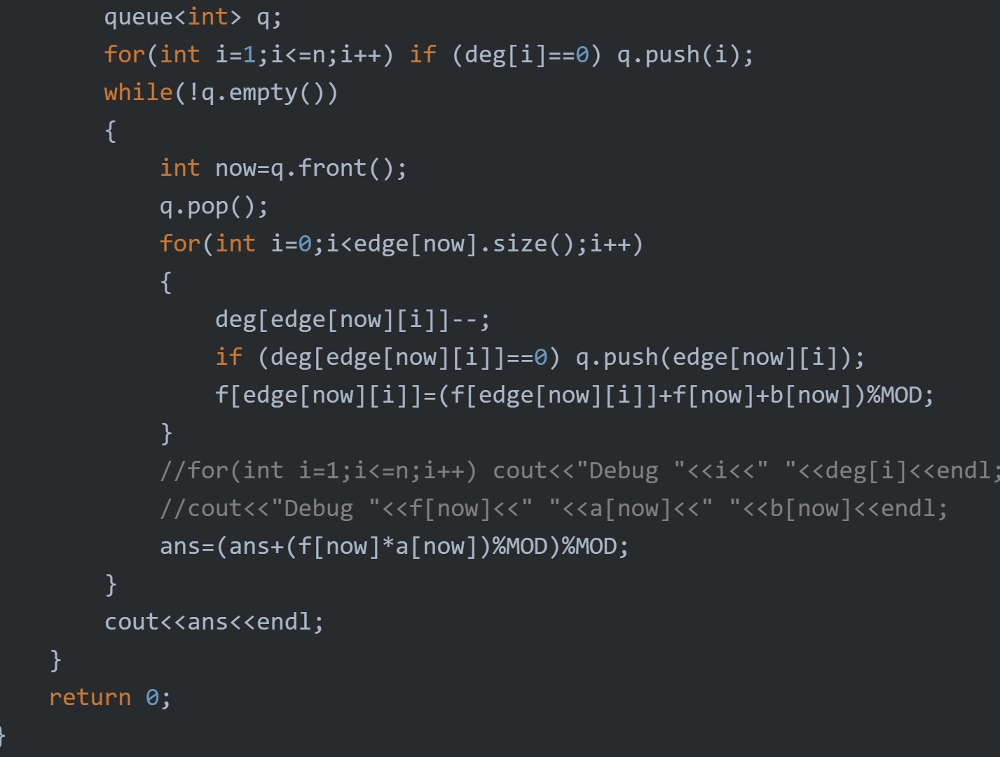 queue<int> q;
for(int i=1;i<=n;i++) if (deg[i]==0) q.push(i);
while(!q.empty())
{
int now=q.front();
q.pop();
for(int i=0;i<edge[now].size();i++)
{
deg[edge[now][i]]--;
if (deg[edge[now][i]]==0) q.push(edge[now][i]);
f[edge[now][i]]=(f[edge[now][i]]+f[now]+b[now])%MOD;
}
//for(int i=1;i<=n;i++) cout<<"Debug "<<i<<" "<<deg[i]<<endl;
//cout<<"Debug "<<f[now]<<" "<<a[now]<<" "<<b[now]<<endl;
ans=(ans+(f[now]*a[now])%MOD)%MOD;
}
cout<<ans<<endl;
}
return 0;
}